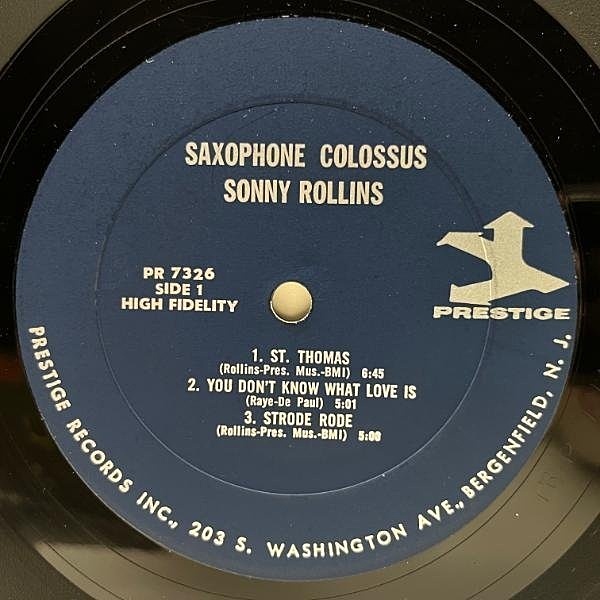 SAXOPHONE COLOSSUS
SONNY ROLLINS
PR 7326
SIDE 1
HIGH FIDELITY
PRESTIGE
1. ST. THOMAS
(Rollins-Pres. Mus.-BMI) 6:45
2. YOU DON'T KNOW WHAT LOVE IS
(Raye-De Paul) 5:01
3. STRODE RODE
(Rollins-Pres. Mus.-BMI) 5:00
PRESTIGE RECORDS INC., 203 S. WASHINGTON AVE., BERGENFIELD, N. J.